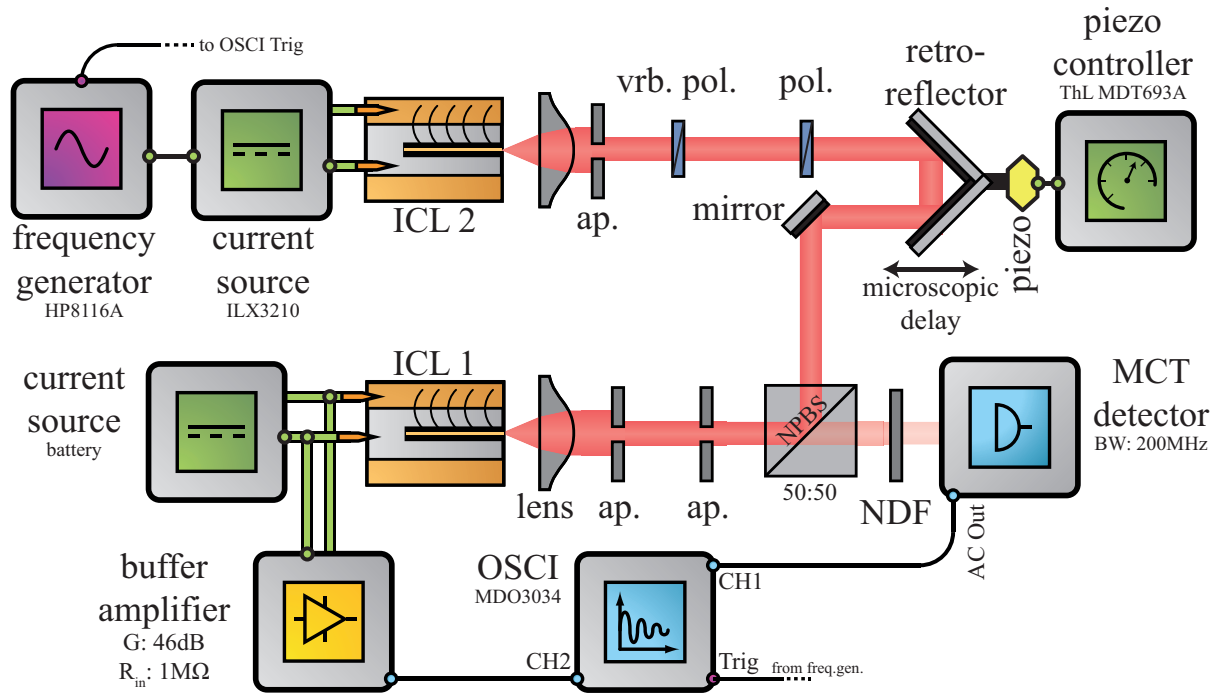 to OSCI Trig
frequency
generator
HP8116A
current
source
ILX3210
ICL 2
ap.
vrb. pol.
pol.
retro-
reflector
mirror
microscopic
delay
piezo
piezo
controller
ThL MDT693A
current
source
battery
ICL 1
lens
ap.
ap.
NPBS
50:50
NDF
MCT
detector
BW: 200MHz
AC Out
buffer
amplifier
G: 46dB
Rin: 1MΩ
OSCI
MDO3034
CH1
CH2
Trig
from freq.gen.